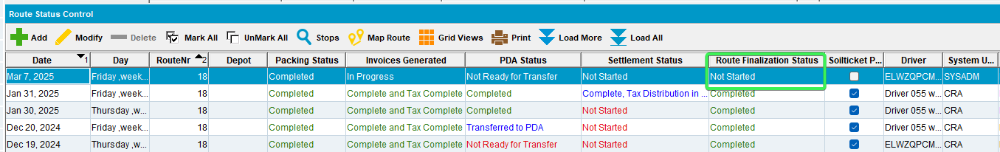 Route Status Control
Add Modify Delete Mark All UnMark All Stops Map Route Grid Views Print Load More Load All
Date 1 Day RouteNr 2 Depot Packing Status Invoices Generated PDA Status Settlement Status Route Finalization Status Soilticket P... Driver System U...
Mar 7, 2025 Friday ,week... 18 Completed In Progress Not Ready for Transfer Not Started Not Started ELWZQPCM... SYSADM
Jan 31, 2025 Friday ,week... 18 Completed Complete and Tax Complete Completed Complete, Tax Distribution in ... Completed Driver 055 w... CRA
Jan 30, 2025 Thursday ,w... 18 Completed Complete and Tax Complete Completed Not Started Completed Driver 055 w... CRA
Dec 20, 2024 Friday ,week... 18 Completed Complete and Tax Complete Transferred to PDA Not Started Completed Driver 055 w... CRA
Dec 19, 2024 Thursday ,w... 18 Completed Complete and Tax Complete Not Ready for Transfer Not Started Completed ELWZQPCM... CRA